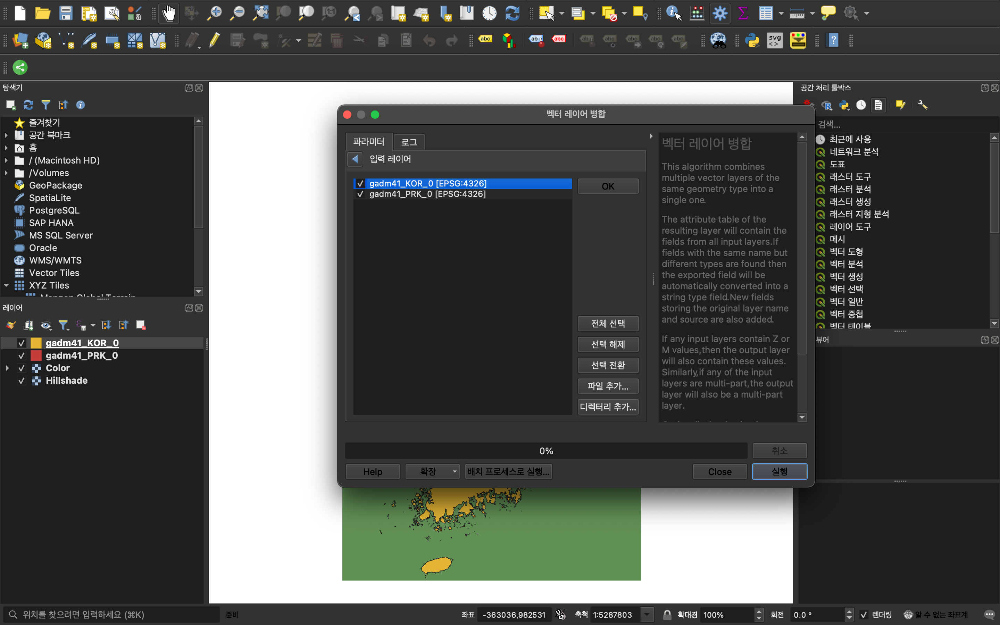 abc
ab
abc
ab
abc
abc
abc
abc
svg
<>
?
탐색기
공간 처리 툴박스
즐겨찾기
공간 북마크
홈
/ (Macintosh HD)
/Volumes
GeoPackage
SpatiaLite
PostgreSQL
SAP HANA
MS SQL Server
Oracle
WMS/WMTS
Vector Tiles
XYZ Tiles
레이어
gadm41_KOR_0
gadm41_PRK_0
Color
Hillshade
벡터 레이어 병합
파라미터
로그
입력 레이어
gadm41_KOR_0 [EPSG:4326]
gadm41_PRK_0 [EPSG:4326]
OK
전체 선택
선택 해제
선택 전환
파일 추가...
디렉터리 추가...
벡터 레이어 병합
This algorithm combines
multiple vector layers of the
same geometry type into a
single one.
The attribute table of the
resulting layer will contain the
fields from all input layers.If
fields with the same name but
different types are found then
the exported field will be
automatically converted into a
string type field.New fields
storing the original layer name
and source are also added.
If any input layers contain Z or
M values,then the output layer
will also contain these values.
Similarly,if any of the input
layers are multi-part,the output
layer will also be a multi-part
layer.
0%
취소
Help
확장
배치 프로세스로 실행...
Close
실행
검색...
최근에 사용
네트워크 분석
도표
래스터 도구
래스터 분석
래스터 생성
래스터 지형 분석
레이어 도구
메시
벡터 도형
벡터 분석
벡터 생성
벡터 선택
벡터 일반
벡터 중첩
벡터 테이블
뷰어
위치를 찾으려면 입력하세요 (⌘K)
준비
좌표
-363036,982531
축척
1:5287803
확대경
100%
회전
0.0 °
렌더링
알 수 없는 좌표계